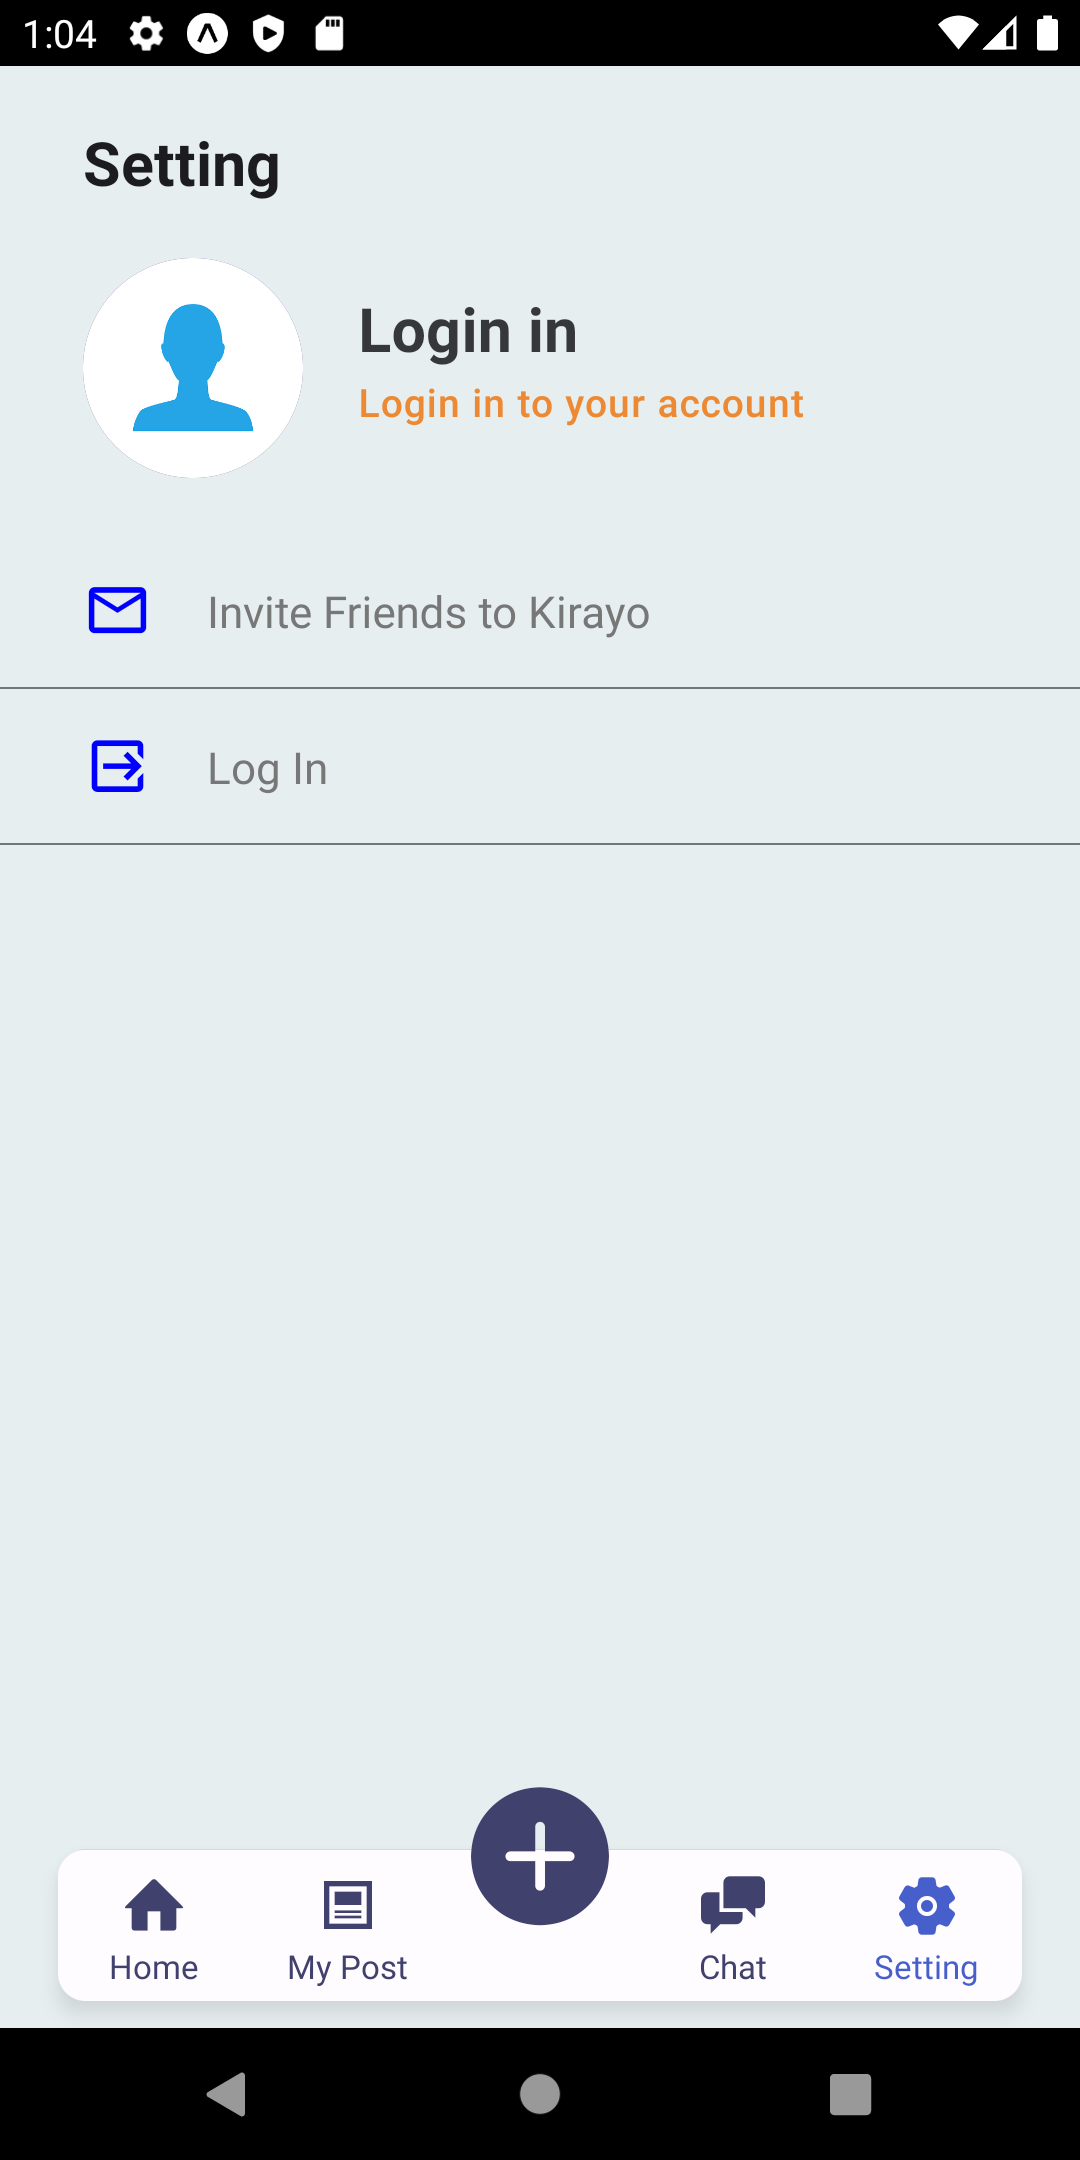 1:04
Setting
Login in
Login in to your account
Invite Friends to Kirayo
Log In
Home
My Post
Chat
Setting